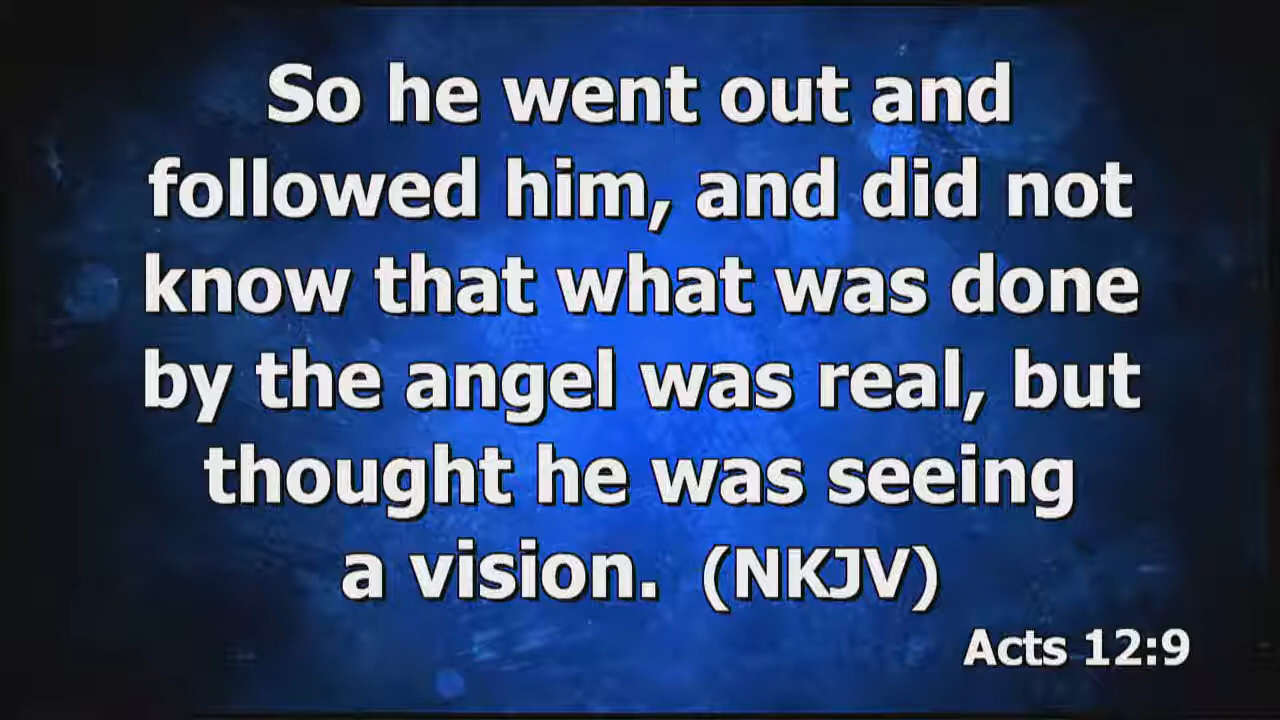 So he went out and
followed him, and did not
know that what was done
by the angel was real, but
thought he was seeing
a vision.  (NKJV)
Acts 12:9